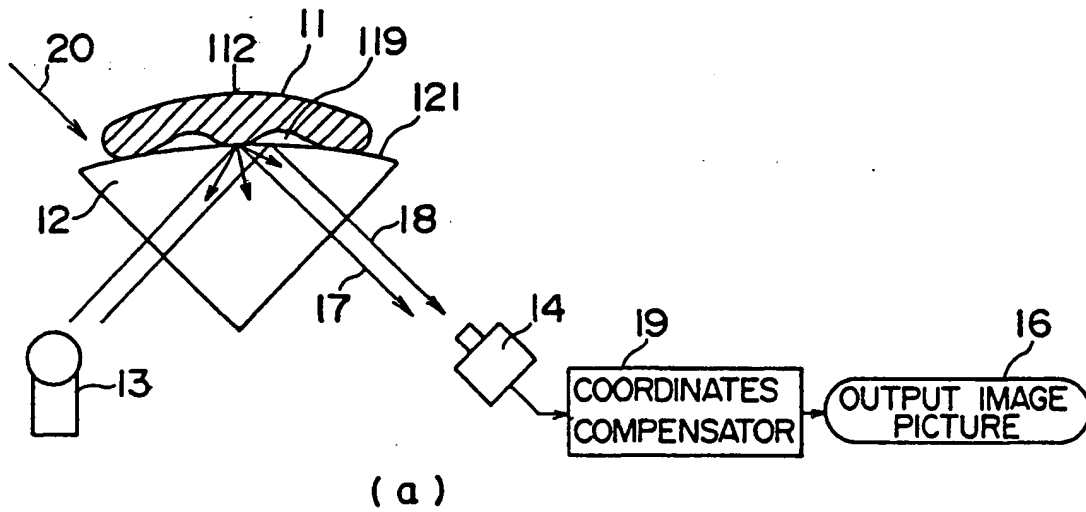 112
11
119
20
121
12
18
17
14
13
19
16
COORDINATES
COMPENSATOR
OUTPUT IMAGE
PICTURE
(a)